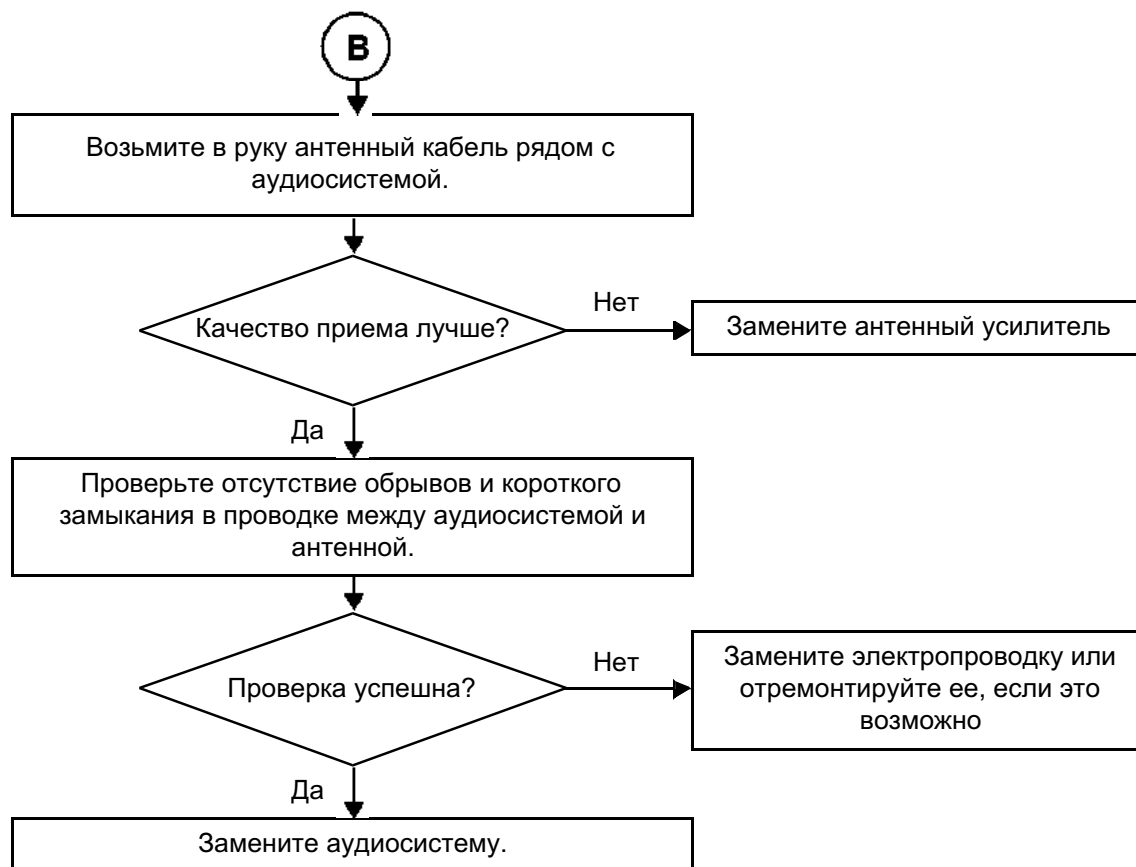 B
Возьмите в руку антенный кабель рядом с
аудиосистемой.
Качество приема лучше?
Нет
Замените антенный усилитель
Да
Проверьте отсутствие обрывов и короткого
замыкания в проводке между аудиосистемой и
антенной.
Проверка успешна?
Нет
Замените электропроводку или
отремонтируйте ее, если это
возможно
Да
Замените аудиосистему.